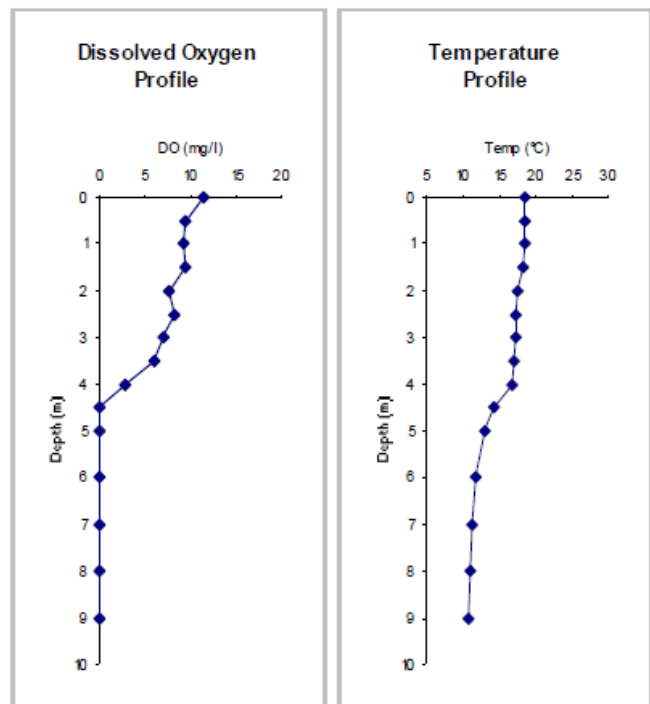 Dissolved Oxygen
Profile
DO (mg/l)
0 5 10 15 20
0
1
2
3
4
5
6
7
8
9
10
Depth (m)
Temperature
Profile
Temp (°C)
5 10 15 20 25 30
0
1
2
3
4
5
6
7
8
9
10
Depth (m)